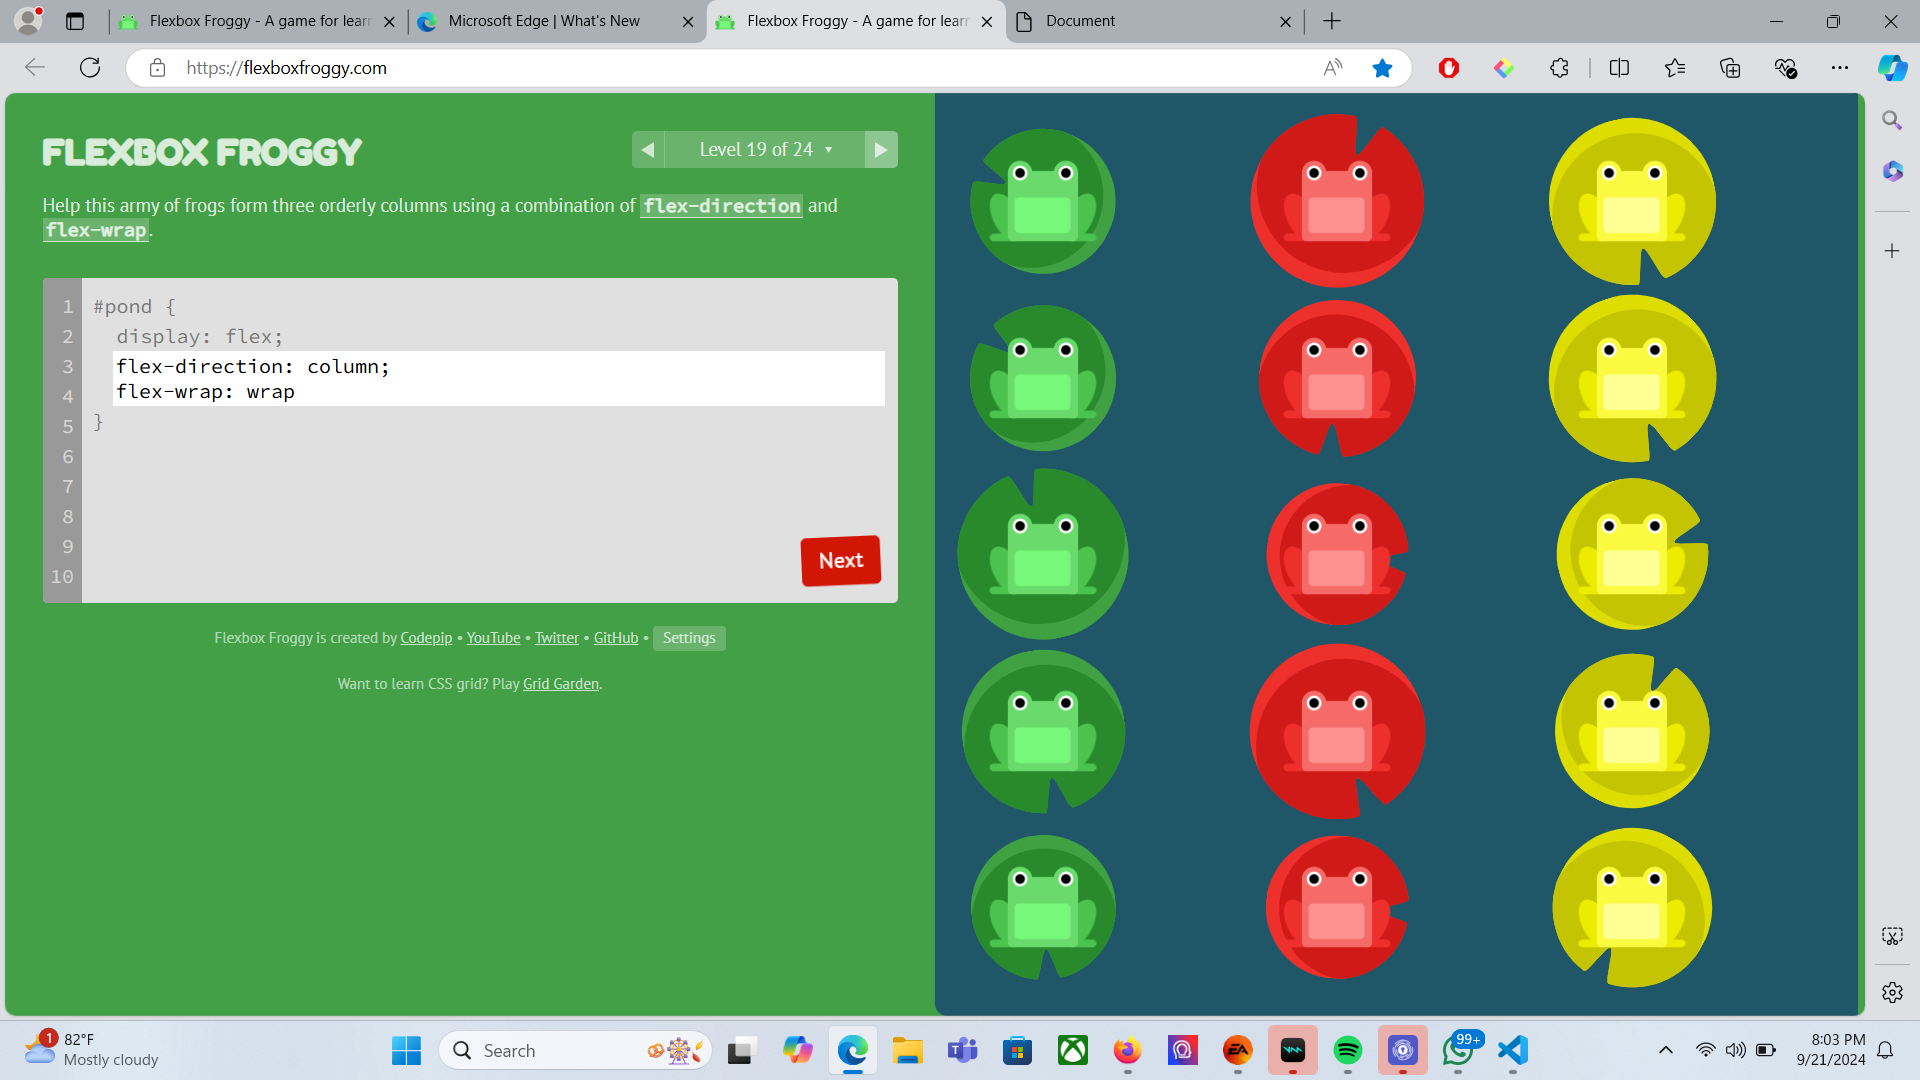 Flexbox Froggy - A game for lear
Microsoft Edge | What's New
Flexbox Froggy - A game for lear
Document
https://flexboxfroggy.com
FLEXBOX FROGGY
Level 19 of 24
Help this army of frogs form three orderly columns using a combination of flex-direction and
flex-wrap.
1 #pond {
2 display: flex;
3 flex-direction: column;
4 flex-wrap: wrap
5 }
6
7
8
9
10
Next
Flexbox Froggy is created by Codepip • YouTube • Twitter • GitHub • Settings
Want to learn CSS grid? Play Grid Garden.
1
82°F
Mostly cloudy
Search
EA
99+
8:03 PM
9/21/2024